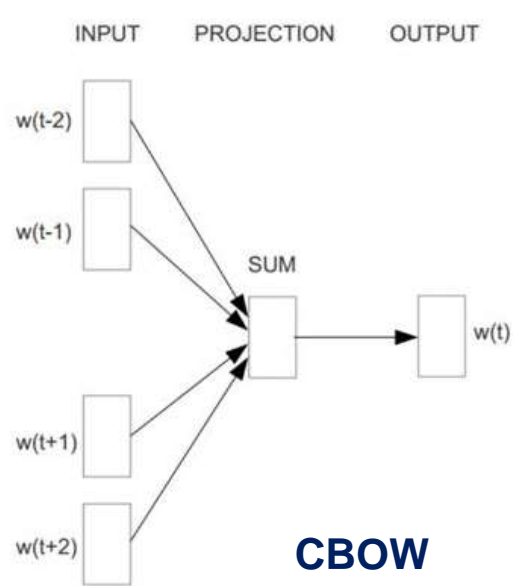 INPUT PROJECTION OUTPUT
w(t-2)
w(t-1)
SUM
w(t)
w(t+1)
w(t+2)
CBOW